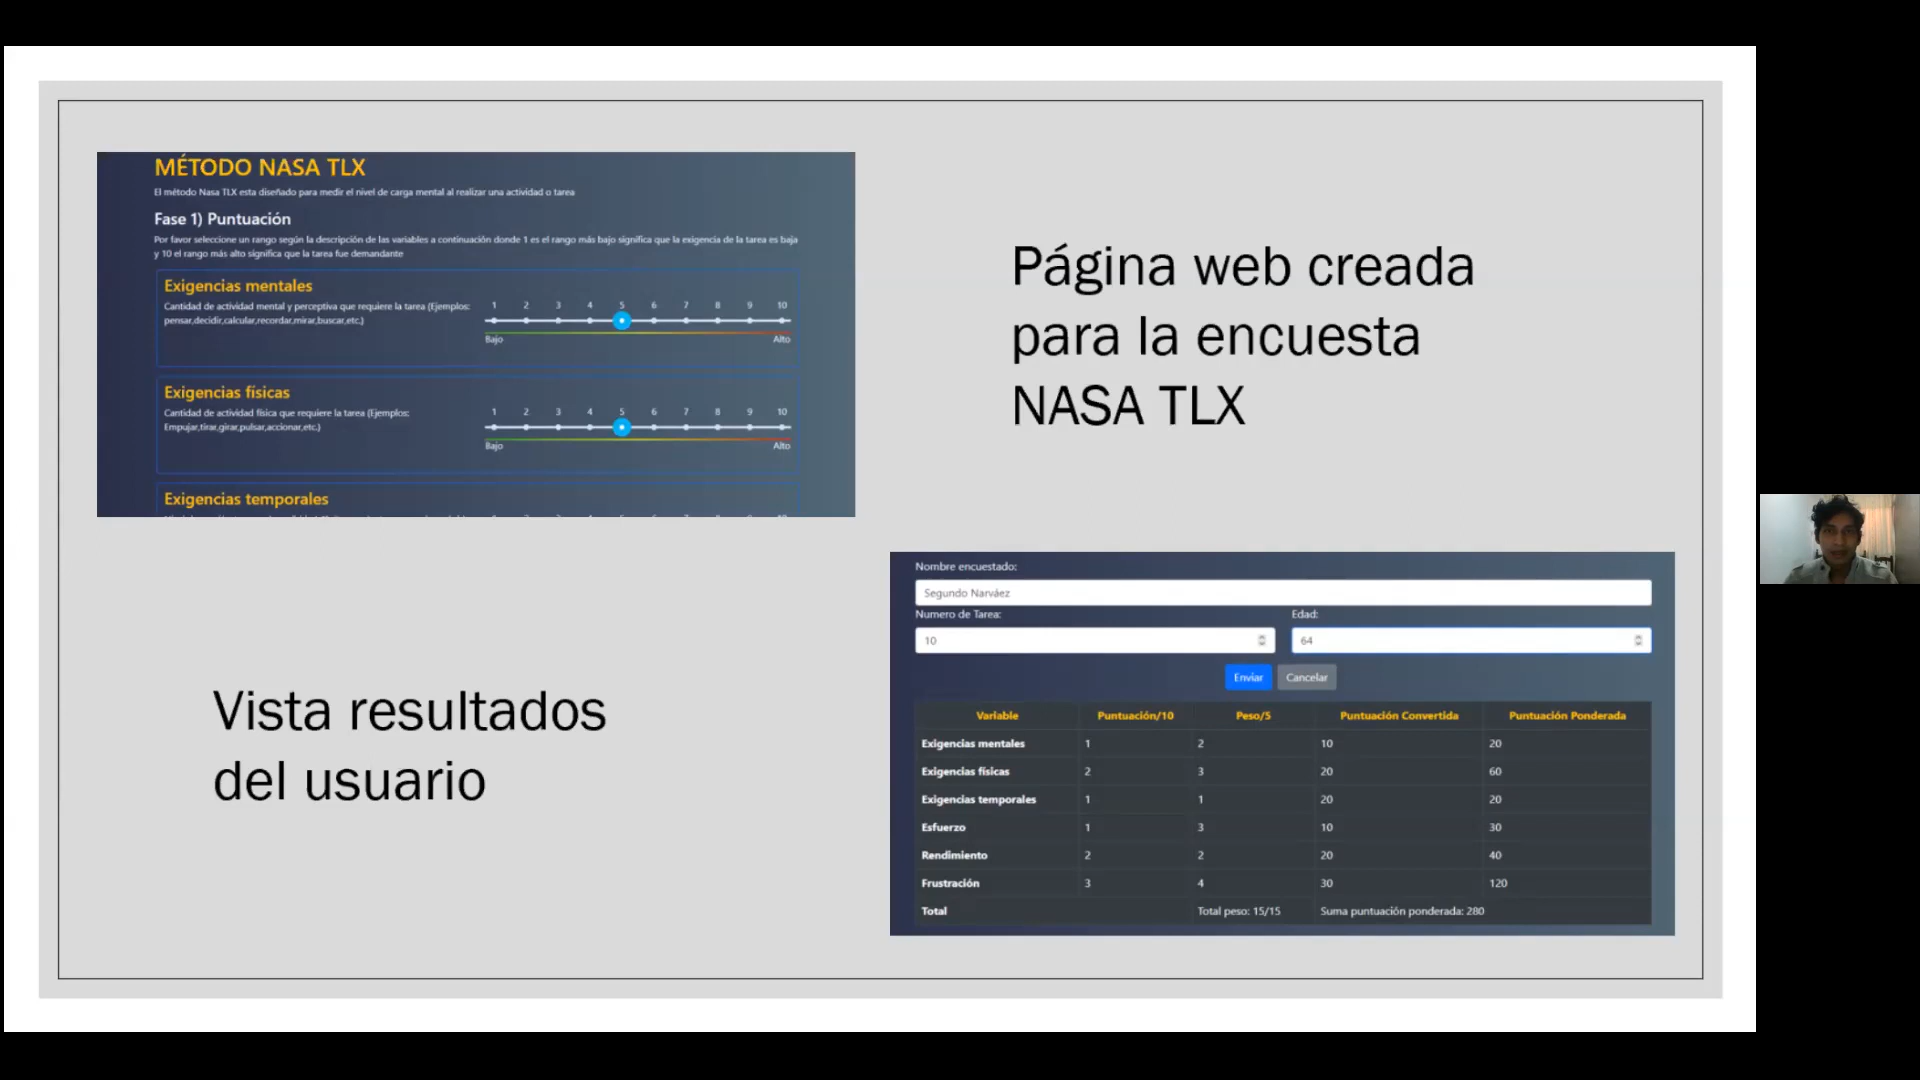 MÉTODO NASA TLX
El método Nasa TLX esta diseñado para medir el nivel de carga mental al realizar una actividad o tarea
Fase 1) Puntuación
Por favor seleccione un rango según la descripción de las variables a continuación donde 1 es el rango más bajo significa que la exigencia de la tarea es baja
y 10 el rango más alto significa que la tarea fue demandante
Exigencias mentales
Cantidad de actividad mental y perceptiva que requiere la tarea (Ejemplos:
pensar,decidir,calcular,recordar,mirar,buscar,etc.)
1 2 3 4 5 6 7 8 9 10
Bajo Alto
Exigencias físicas
Cantidad de actividad física que requiere la tarea (Ejemplos:
Empujar,tirar,girar,pulsar,accionar,etc.)
1 2 3 4 5 6 7 8 9 10
Bajo Alto
Exigencias temporales
Página web creada
para la encuesta
NASA TLX
Vista resultados
del usuario
Nombre encuestado:
Segundo Narváez
Numero de Tarea: Edad:
10 64
Enviar Cancelar
Variable Puntuación/10 Peso/5 Puntuación Convertida Puntuación Ponderada
Exigencias mentales 1 2 10 20
Exigencias físicas 2 3 20 60
Exigencias temporales 1 1 20 20
Esfuerzo 1 3 10 30
Rendimiento 2 2 20 40
Frustración 3 4 30 120
Total Total peso: 15/15 Suma puntuación ponderada: 280